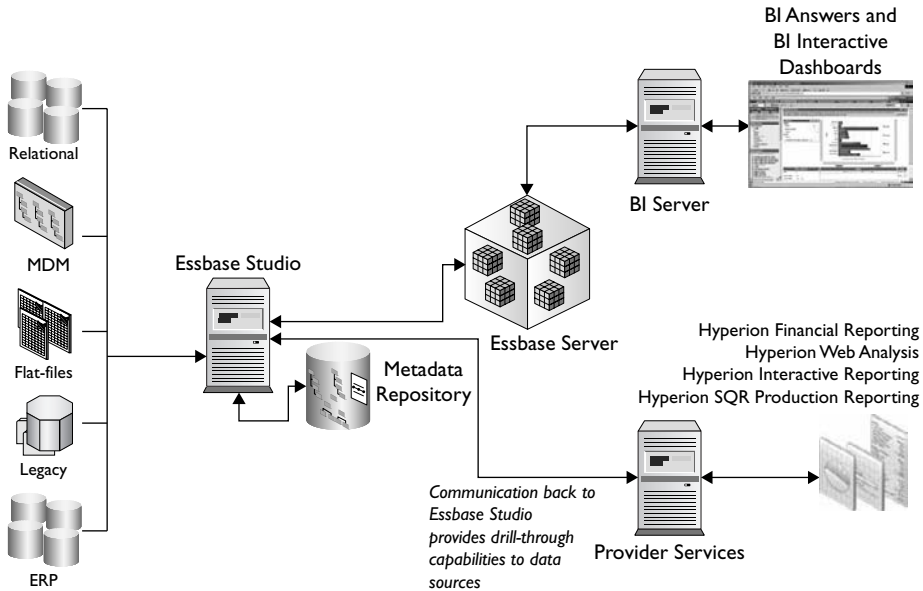 BI Answers and
BI Interactive
Dashboards
Relational
MDM
Flat-files
Legacy
ERP
Essbase Studio
Metadata
Repository
BI Server
Essbase Server
Hyperion Financial Reporting
Hyperion Web Analysis
Hyperion Interactive Reporting
Hyperion SQR Production Reporting
Communication back to
Essbase Studio
provides drill-through
capabilities to data
sources
Provider Services